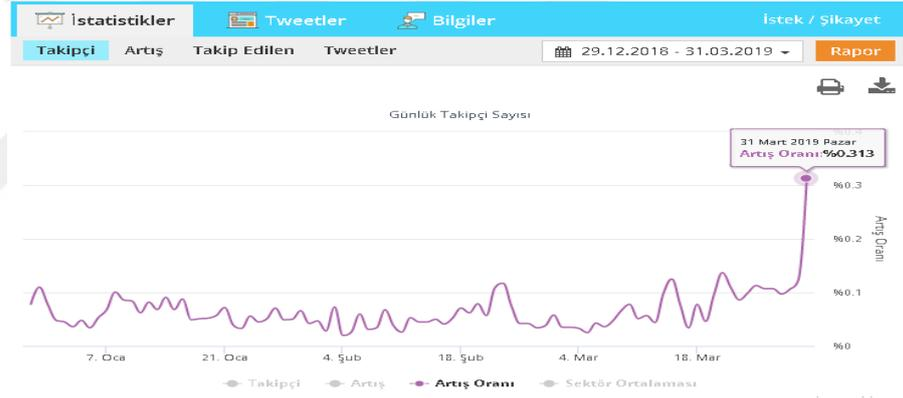 İstatistikler Tweetler Bilgiler İstek / Şikayet
Takipçi Artış Takip Edilen Tweetler 29.12.2018 - 31.03.2019 Rapor
Günlük Takipçi Sayısı
%0.4
31 Mart 2019 Pazar
Artış Oranı:%0.313
%0.3
%0.2
%0.1
%0
Artış Oranı
7. Oca 21. Oca 4. Şub 18. Şub 4. Mar 18. Mar
Takipçi Artış Artış Oranı Sektör Ortalaması